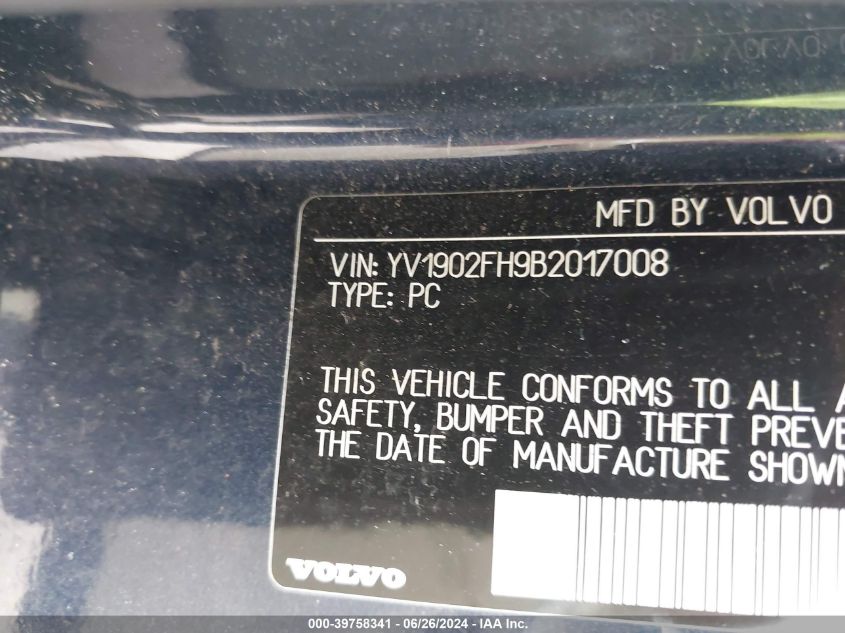 MFD BY VOLVO
VIN: YV1902FH9B2017008
TYPE: PC
THIS VEHICLE CONFORMS TO ALL
SAFETY, BUMPER AND THEFT
THE DATE OF MANUFACTURE SHOWN
VOLVO
000-39758341 - 06/26/2024 - IAA Inc.